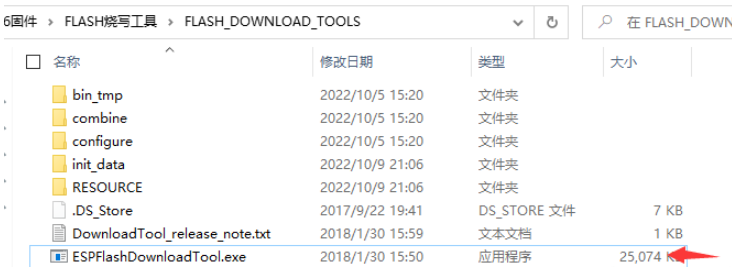 6固件 › FLASH烧写工具 › FLASH_DOWNLOAD_TOOLS 在 FLASH_DOWN
名称 修改日期 类型 大小
bin_tmp 2022/10/5 15:20 文件夹
combine 2022/10/5 15:20 文件夹
configure 2022/10/5 15:20 文件夹
init_data 2022/10/9 21:06 文件夹
RESOURCE 2022/10/9 21:06 文件夹
.DS_Store 2017/9/22 19:41 DS_STORE 文件 7 KB
DownloadTool_release_note.txt 2018/1/30 15:59 文本文档 1 KB
ESPFlashDownloadTool.exe 2018/1/30 15:50 应用程序 25,074 KB